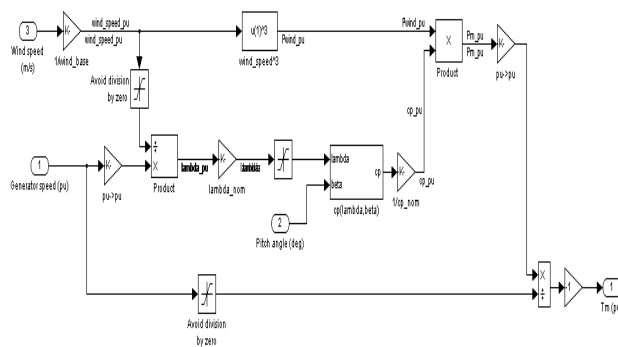 3
Wind speed
(m/s)
K-
1/wind_base
wind_speed_pu
wind_speed_pu
u(1)^3
wind_speed^3
Pwind_pu
Pwind_pu
X
Product
Pm_pu
Pm_pu
K-
pu->pu
Avoid division
by zero
cp_pu
1
Generator speed (pu)
K-
pu->pu
÷
X
Product
lambda_pu
K-
lambda_nom
lambda
beta
cp
cp(lambda,beta)
K-
1/cp_nom
cp_pu
2
Pitch angle (deg)
Avoid division
by zero
X
÷
-1
1
Tm (pu